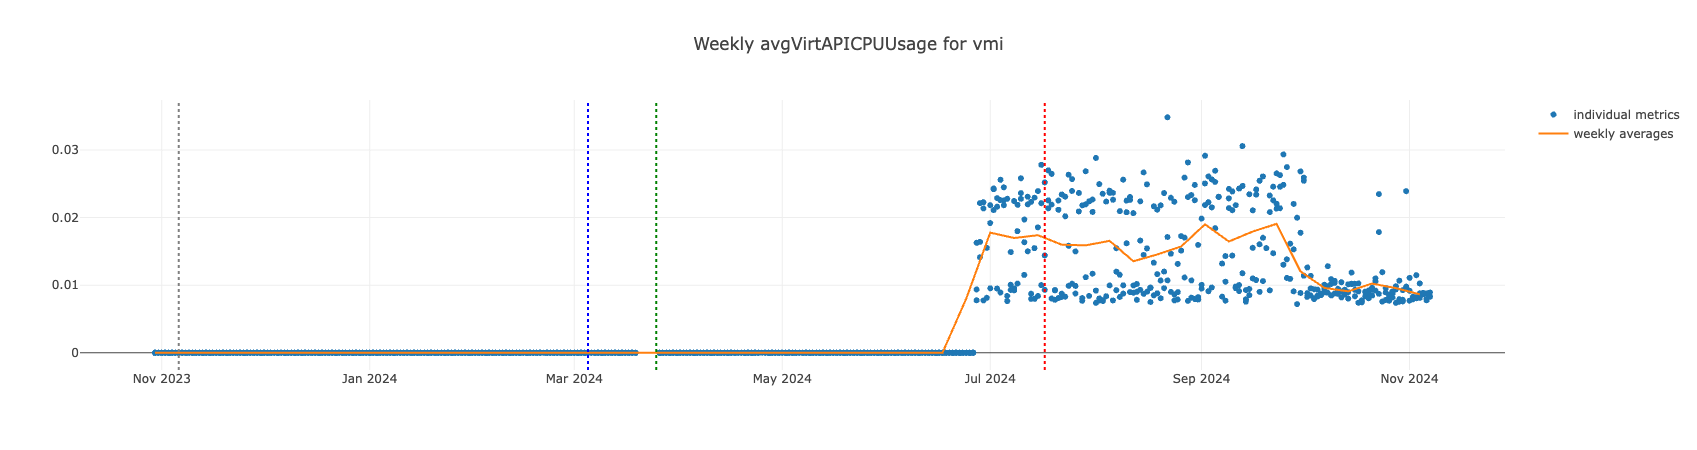 Weekly avgVirtAPICPUUsage for vmi
individual metrics
weekly averages
0.03
0.02
0.01
0
Nov 2023
Jan 2024
Mar 2024
May 2024
Jul 2024
Sep 2024
Nov 2024